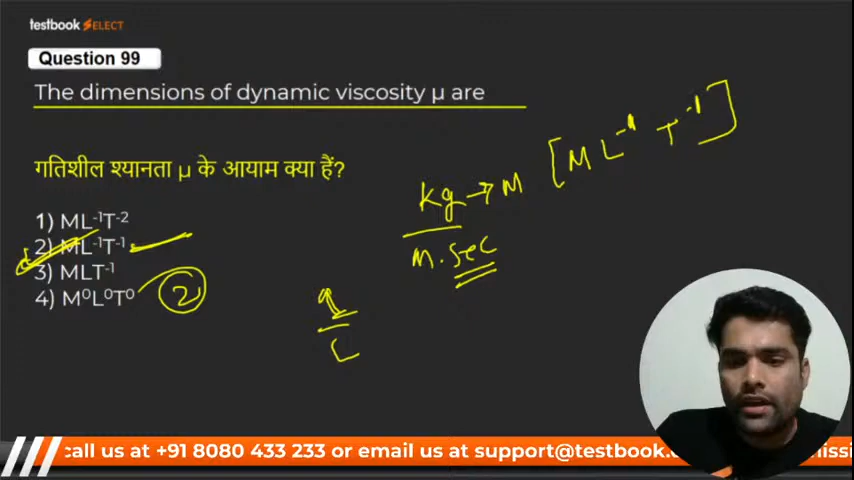 testbook SELECT
Question 99
The dimensions of dynamic viscosity μ are
गतिशील श्यानता μ के आयाम क्या हैं?
[M L⁻¹ T⁻¹]
kg → M
m. sec
1) ML⁻¹T⁻²
2) ML⁻¹T⁻¹
3) MLT⁻¹
4) M⁰L⁰T⁰
2
L
call us at +91 8080 433 233 or email us at support@testbook.
missi